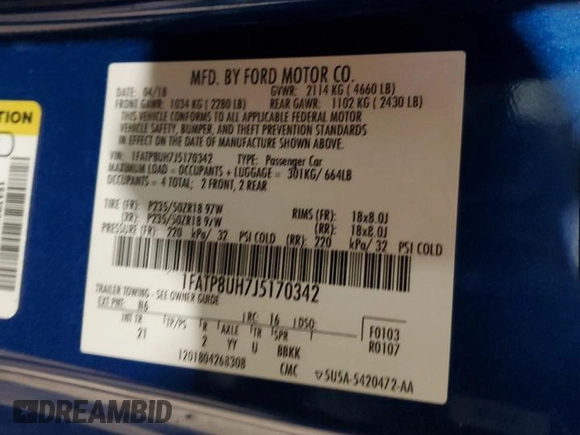 MFD. BY FORD MOTOR CO.
DATE: 04/18 GVWR: 2114 KG ( 4660 LB)
FRONT GAWR: 1034 KG ( 2280 LB) REAR GAWR: 1102 KG ( 2430 LB)
THIS VEHICLE CONFORMS TO ALL APPLICABLE FEDERAL MOTOR
VEHICLE SAFETY, BUMPER, AND THEFT PREVENTION STANDARDS
IN EFFECT ON THE DATE OF MANUFACTURE SHOWN ABOVE.
VIN: 1FATP8UH7J5170342 TYPE: Passenger Car
MAXIMUM LOAD = OCCUPANTS + LUGGAGE = 301KG/ 664LB
OCCUPANTS = 4 TOTAL; 2 FRONT, 2 REAR
TIRE (FR): P235/50ZR18 97W RIMS (FR): 18x8.0J
(RR): P235/50ZR18 97W (RR): 18x8.0J
PRESSURE (FR): 220 kPa/ 32 PSI COLD (RR): 220 kPa/ 32 PSI COLD
1FATP8UH7J5170342
TRAILER TOWING - SEE OWNER GUIDE
EXT PNT: N6 RC: 16 DSO: F0103
INT TR TP/PS R AXLE TR SPR R0107
21 2 YY U BBKK
1201804268308 CMC 5U5A-5420472-AA
DREAMBID